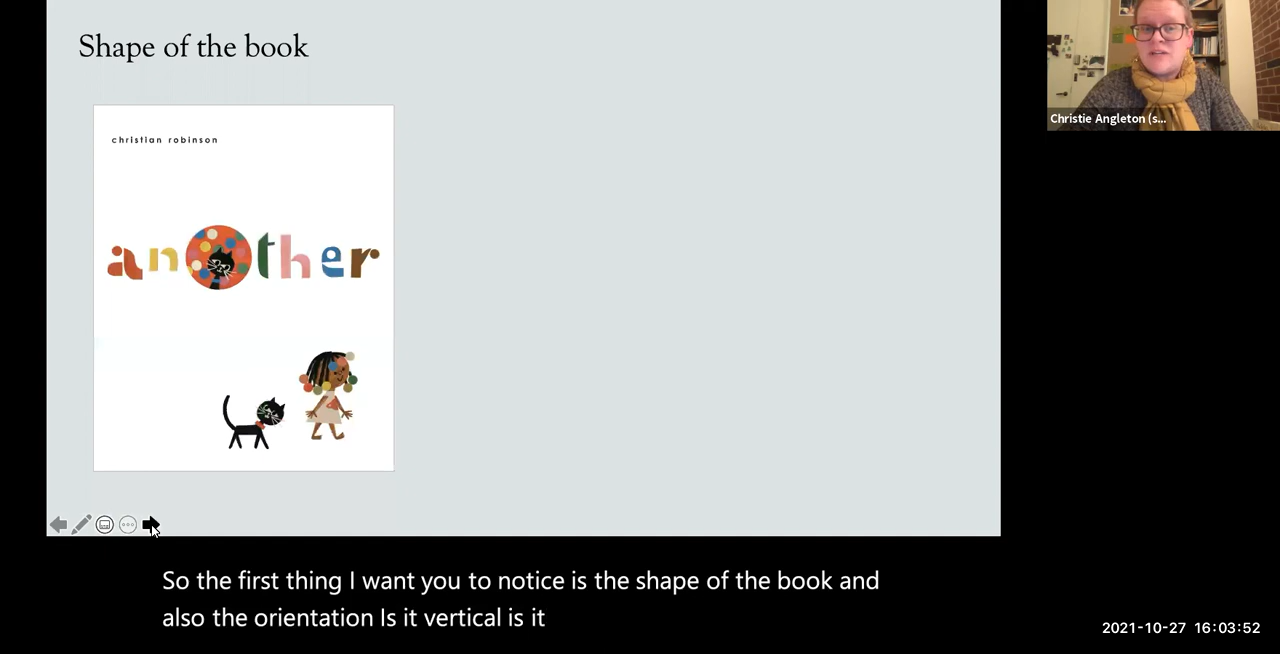 Shape of the book
christian robinson
another
Christie Angleton (s...
So the first thing I want you to notice is the shape of the book and
also the orientation Is it vertical is it
2021-10-27 16:03:52